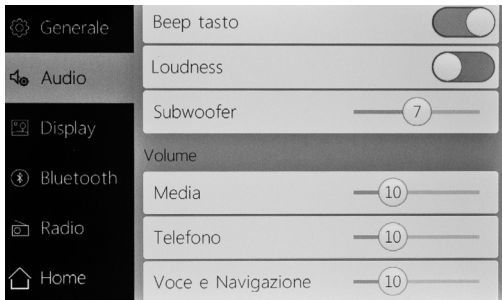 Generale
Audio
Display
Bluetooth
Radio
Home
Beep tasto
Loudness
Subwoofer 7
Volume
Media 10
Telefono 10
Voce e Navigazione 10